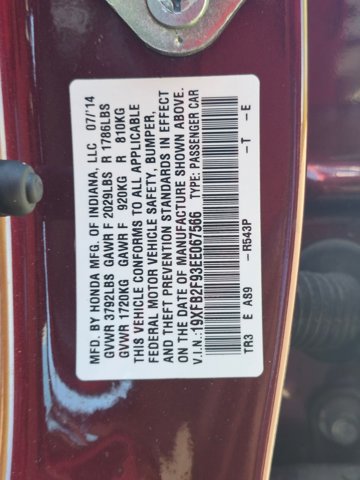 MFD. BY HONDA MFG. OF INDIANA, LLC 07/'14
GVWR 3792LBS GAWR F 2029LBS R 1786LBS
GVWR 1720KG GAWR F 920KG R 810KG
THIS VEHICLE CONFORMS TO ALL APPLICABLE
FEDERAL MOTOR VEHICLE SAFETY, BUMPER,
AND THEFT PREVENTION STANDARDS IN EFFECT
ON THE DATE OF MANUFACTURE SHOWN ABOVE.
V.I.N.:19XFB2F93EE067566 TYPE: PASSENGER CAR
TR3 E AS9 -R543P -T -E